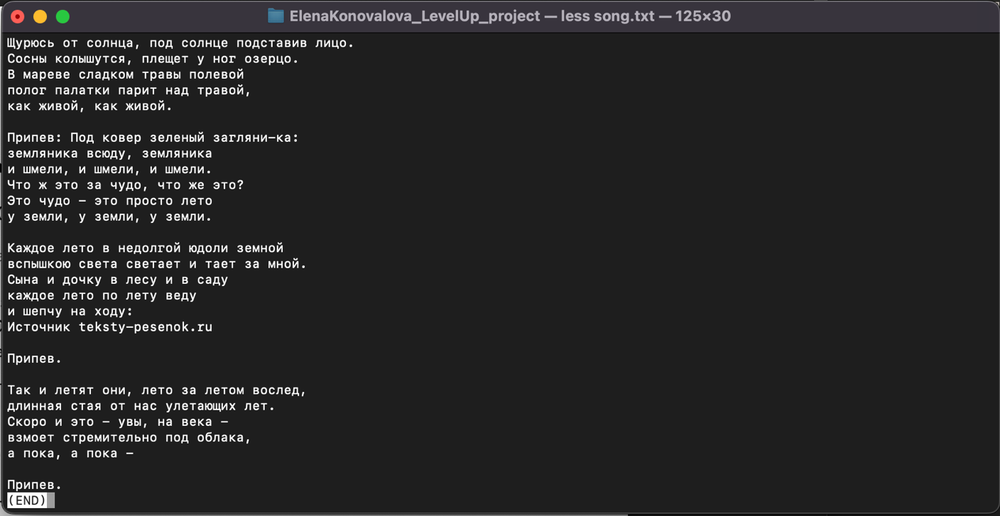 ElenaKonovalova_LevelUp_project — less song.txt — 125×30
Щурюсь от солнца, под солнце подставив лицо.
Сосны колышутся, плещет у ног озерцо.
В мареве сладком травы полевой
полог палатки парит над травой,
как живой, как живой.

Припев: Под ковер зеленый загляни-ка:
земляника всюду, земляника
и шмели, и шмели, и шмели.
Что ж это за чудо, что же это?
Это чудо - это просто лето
у земли, у земли, у земли.

Каждое лето в недолгой юдоли земной
вспышкою света светает и тает за мной.
Сына и дочку в лесу и в саду
каждое лето по лету веду
и шепчу на ходу:
Источник teksty-pesenok.ru

Припев.

Так и летят они, лето за летом вослед,
длинная стая от нас улетающих лет.
Скоро и это - увы, на века -
взмоет стремительно под облака,
а пока, а пока -

Припев.
(END)